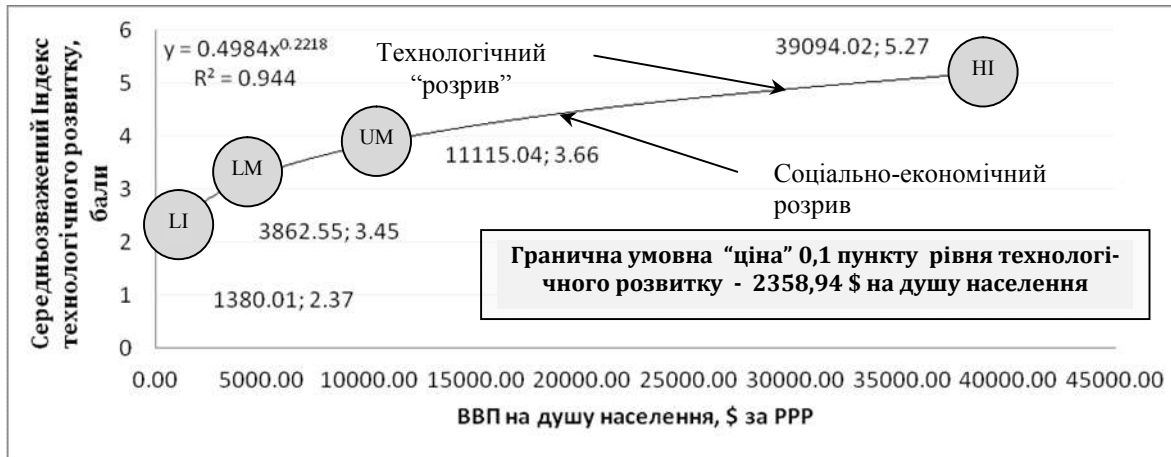 Середньозважений Індекс
технологічного розвитку,
бали
6
5
4
3
2
1
0
y = 0.4984x^0.2218
R² = 0.944
Технологічний
“розрив”
39094.02; 5.27
HI
UM
LM
LI
11115.04; 3.66
3862.55; 3.45
1380.01; 2.37
Соціально-економічний
розрив
Гранична умовна “ціна” 0,1 пункту рівня технологі-
чного розвитку - 2358,94 $ на душу населення
0.00 5000.00 10000.00 15000.00 20000.00 25000.00 30000.00 35000.00 40000.00 45000.00
ВВП на душу населення, $ за PPP